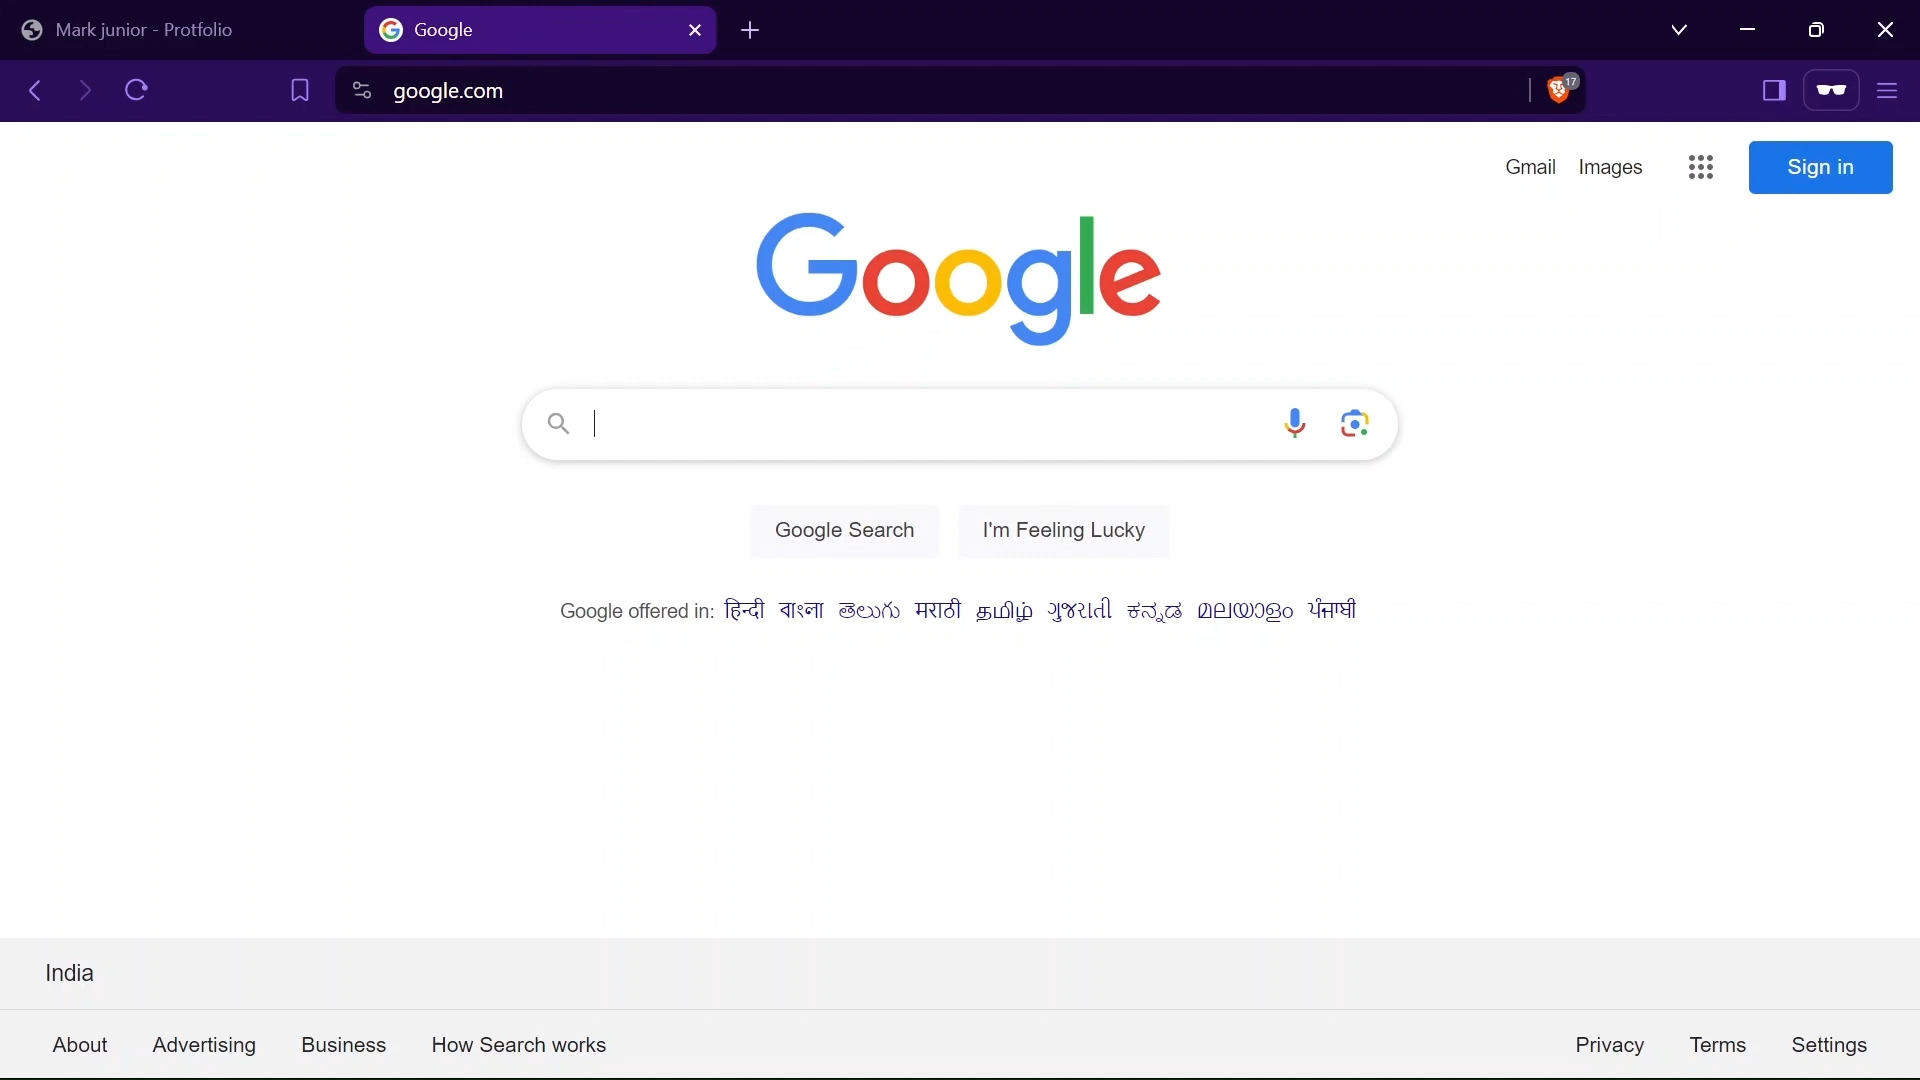 Mark junior - Protfolio
Google
google.com
17
Gmail Images
Sign in
Google
Google Search
I'm Feeling Lucky
Google offered in: हिन्दी বাংলা తెలుగు मराठी தமிழ் ગુજરાતી ಕನ್ನಡ മലയാളം ਪੰਜਾਬੀ
India
About Advertising Business How Search works
Privacy Terms Settings